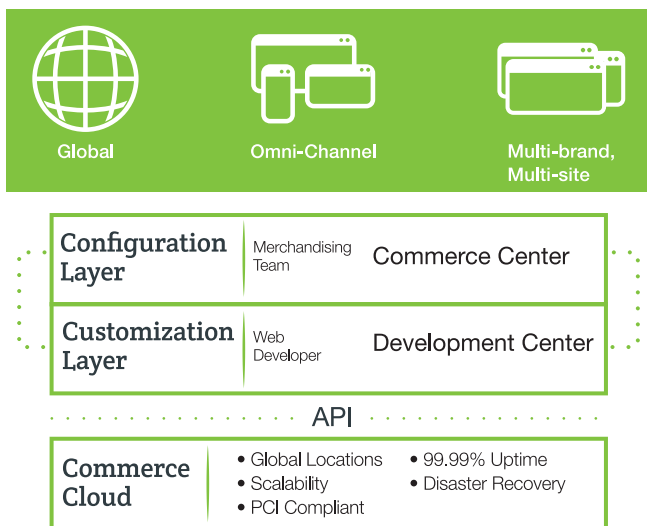 Global
Omni-Channel
Multi-brand,
Multi-site
Configuration
Layer
Merchandising
Team
Commerce Center
Customization
Layer
Web
Developer
Development Center
API
Commerce
Cloud
• Global Locations
• Scalability
• PCI Compliant
• 99.99% Uptime
• Disaster Recovery